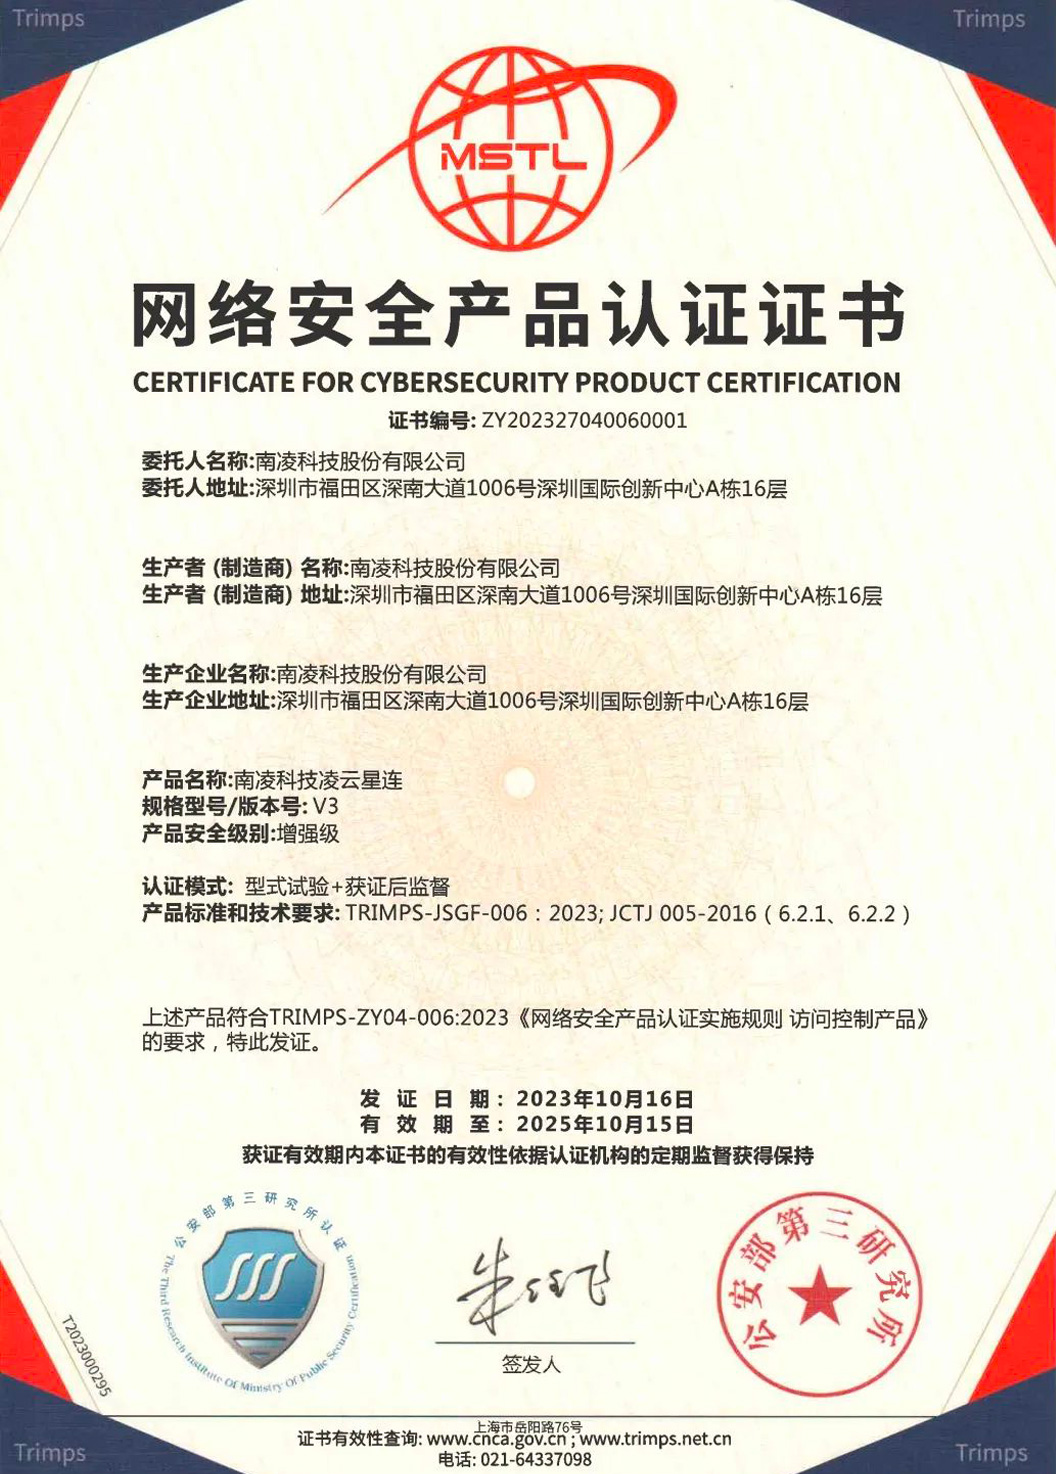 Trimps
Trimps
MSTL
网络安全产品认证证书
CERTIFICATE FOR CYBERSECURITY PRODUCT CERTIFICATION
证书编号: ZY202327040060001
委托人名称:南凌科技股份有限公司
委托人地址:深圳市福田区深南大道1006号深圳国际创新中心A栋16层
生产者 (制造商) 名称:南凌科技股份有限公司
生产者 (制造商) 地址:深圳市福田区深南大道1006号深圳国际创新中心A栋16层
生产企业名称:南凌科技股份有限公司
生产企业地址:深圳市福田区深南大道1006号深圳国际创新中心A栋16层
产品名称:南凌科技凌云星连
规格型号/版本号: V3
产品安全级别:增强级
认证模式: 型式试验+获证后监督
产品标准和技术要求: TRIMPS-JSGF-006：2023; JCTJ 005-2016（6.2.1、6.2.2）
上述产品符合TRIMPS-ZY04-006:2023《网络安全产品认证实施规则 访问控制产品》
的要求，特此发证。
发 证 日 期：2023年10月16日
有 效 期 至：2025年10月15日
获证有效期内本证书的有效性依据认证机构的定期监督获得保持
公安部第三研究所认证
The Third Research Institute Of Ministry Of Public Security Certification
签发人
公安部第三研究所
T2023000295
上海市岳阳路76号
证书有效性查询: www.cnca.gov.cn ; www.trimps.net.cn
电话: 021-64337098
Trimps
Trimps